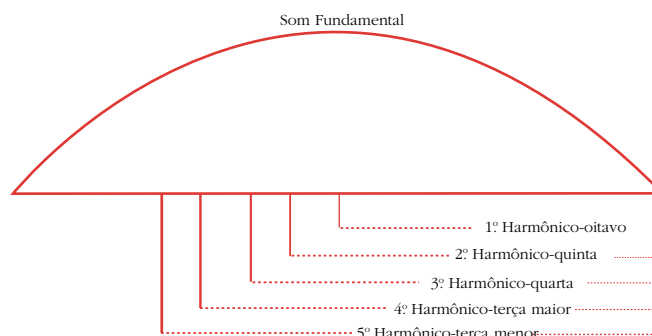 Som Fundamental
1º Harmônico-oitavo
2º Harmônico-quinta
3º Harmônico-quarta
4º Harmônico-terça maior
5º Harmônico-terça menor